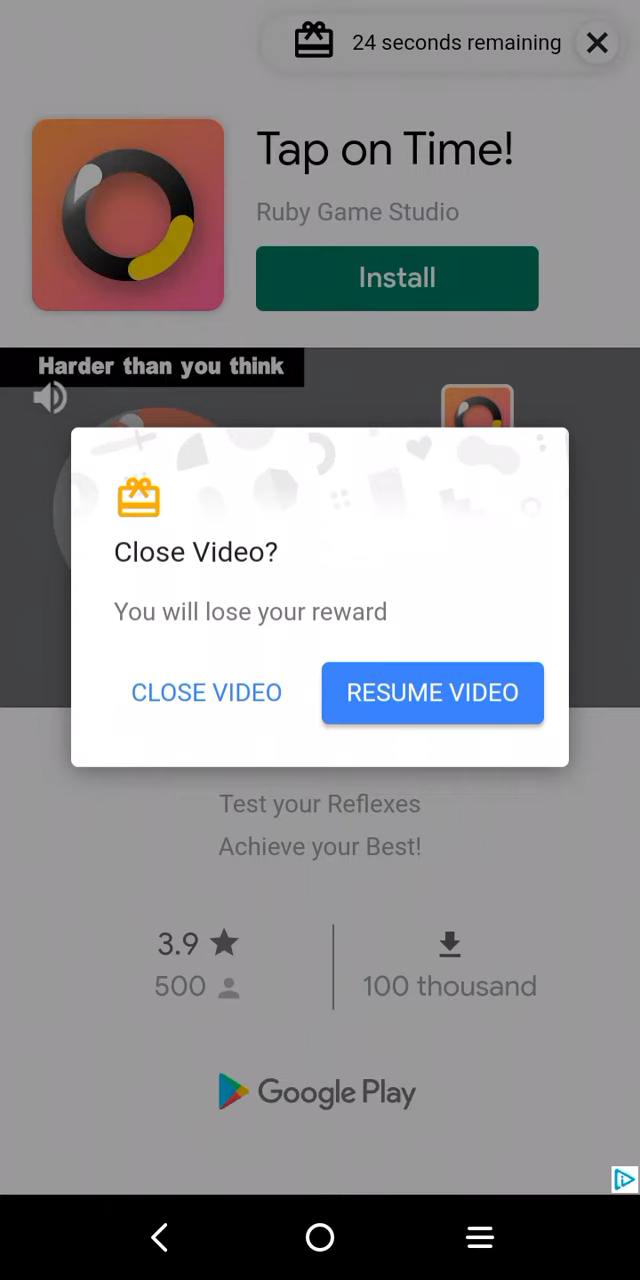 24 seconds remaining
Tap on Time!
Ruby Game Studio
Install
Harder than you think
Close Video?
You will lose your reward
CLOSE VIDEO
RESUME VIDEO
Test your Reflexes
Achieve your Best!
3.9
500
100 thousand
Google Play